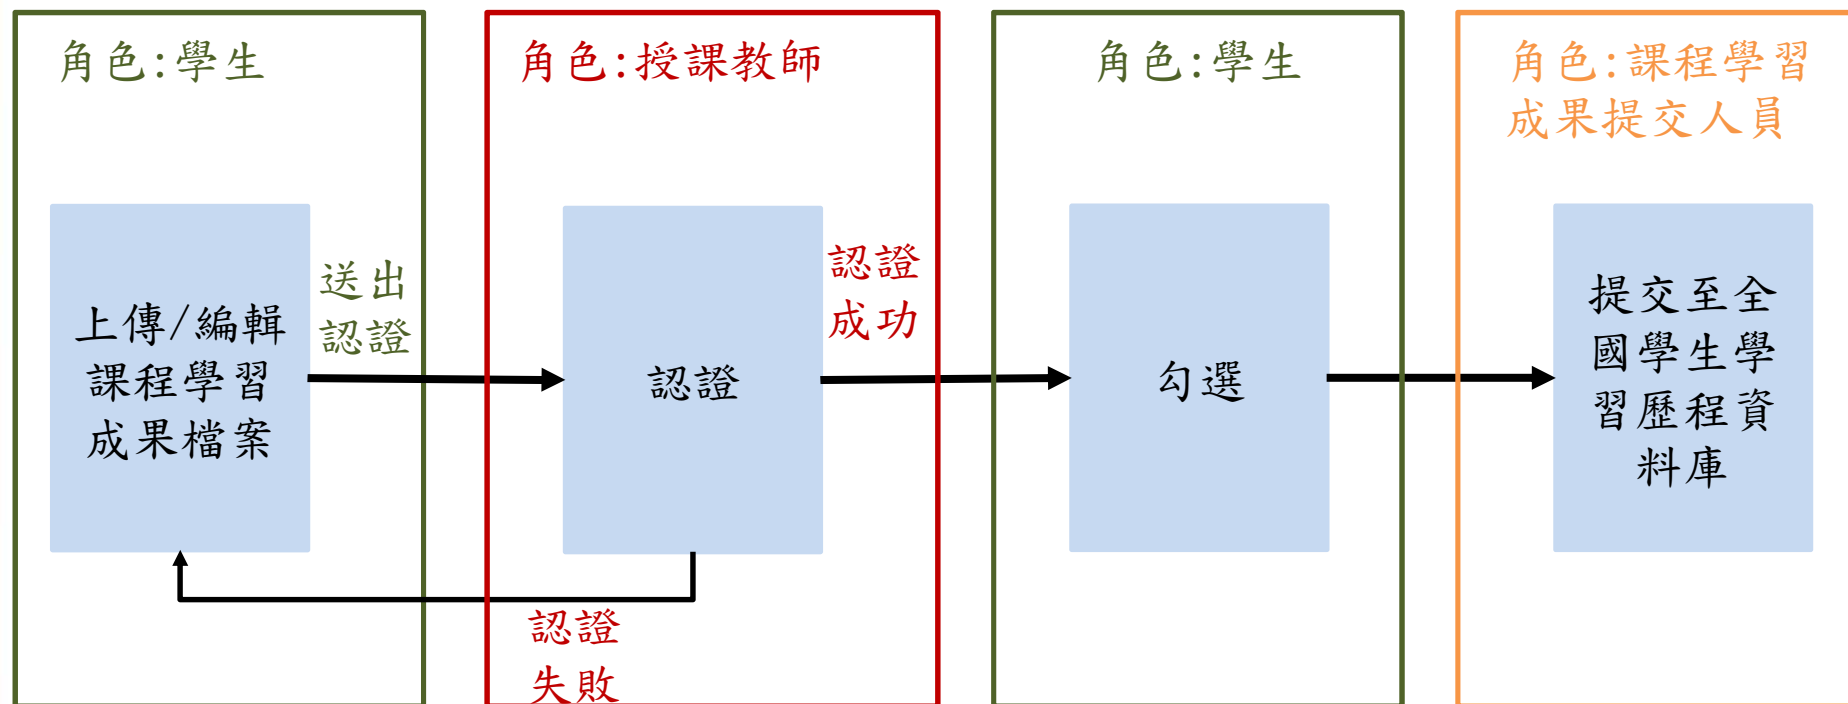 角色:學生
上傳/編輯
課程學習
成果檔案
送出
認證
角色:授課教師
認證
認證
成功
認證
失敗
角色:學生
勾選
角色:課程學習
成果提交人員
提交至全
國學生學
習歷程資
料庫